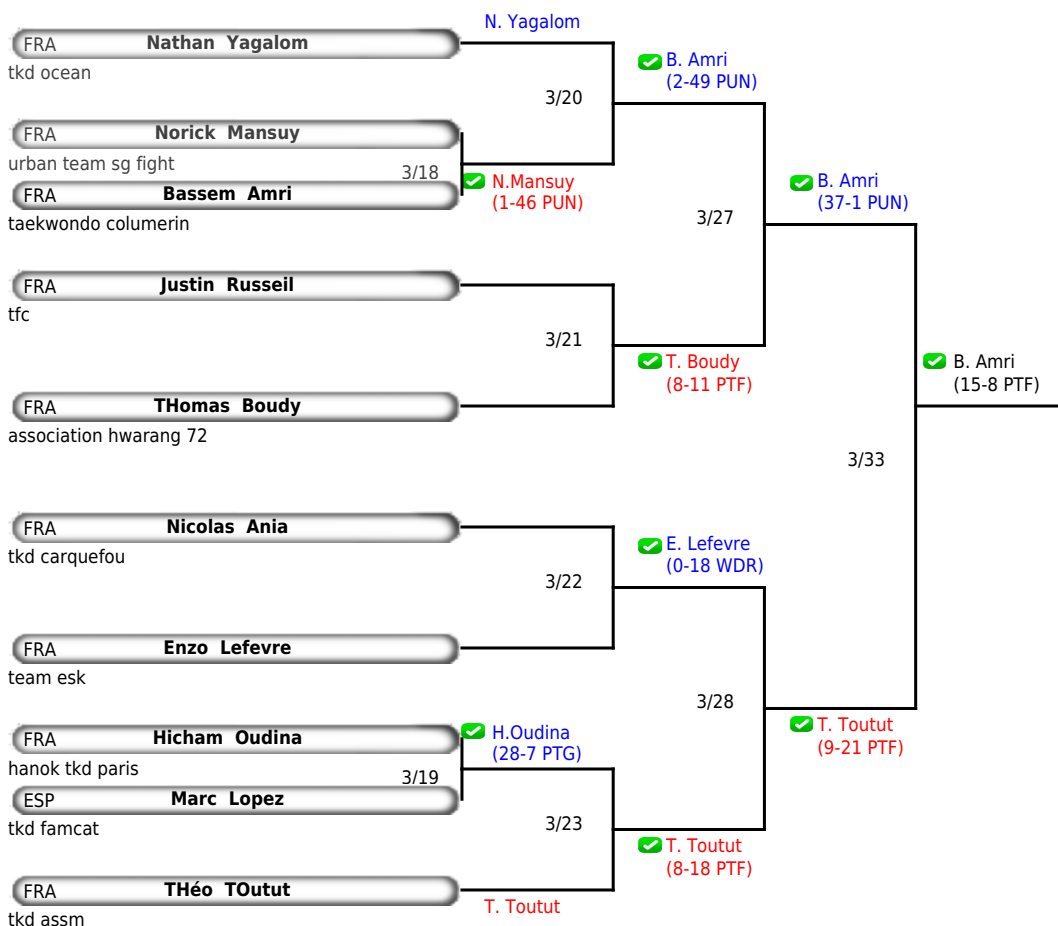 N. Yagalom
FRA Nathan Yagalom
tkd ocean
B. Amri
(2-49 PUN)
3/20
FRA Norick Mansuy
urban team sg fight
3/18
N.Mansuy
(1-46 PUN)
FRA Bassem Amri
taekwondo columerin
B. Amri
(37-1 PUN)
3/27
FRA Justin Russeil
tfc
3/21
T. Boudy
(8-11 PTF)
B. Amri
(15-8 PTF)
FRA THomas Boudy
association hwarang 72
3/33
FRA Nicolas Ania
tkd carquefou
E. Lefevre
(0-18 WDR)
3/22
FRA Enzo Lefevre
team esk
3/28
FRA Hicham Oudina
hanok tkd paris
H.Oudina
(28-7 PTG)
T. Toutut
(9-21 PTF)
3/19
ESP Marc Lopez
tkd famcat
3/23
T. Toutut
(8-18 PTF)
FRA THéo TOutut
tkd assm
T. Toutut